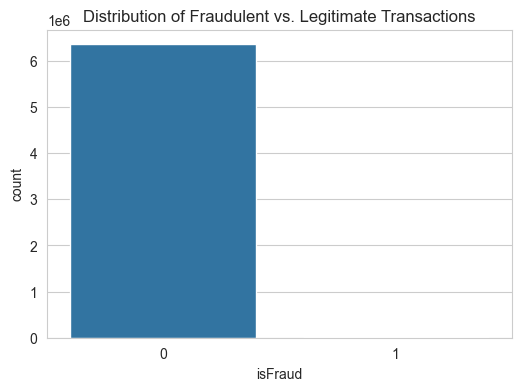 Distribution of Fraudulent vs. Legitimate Transactions
1e6
6
5
4
3
2
1
0
count
0 1
isFraud